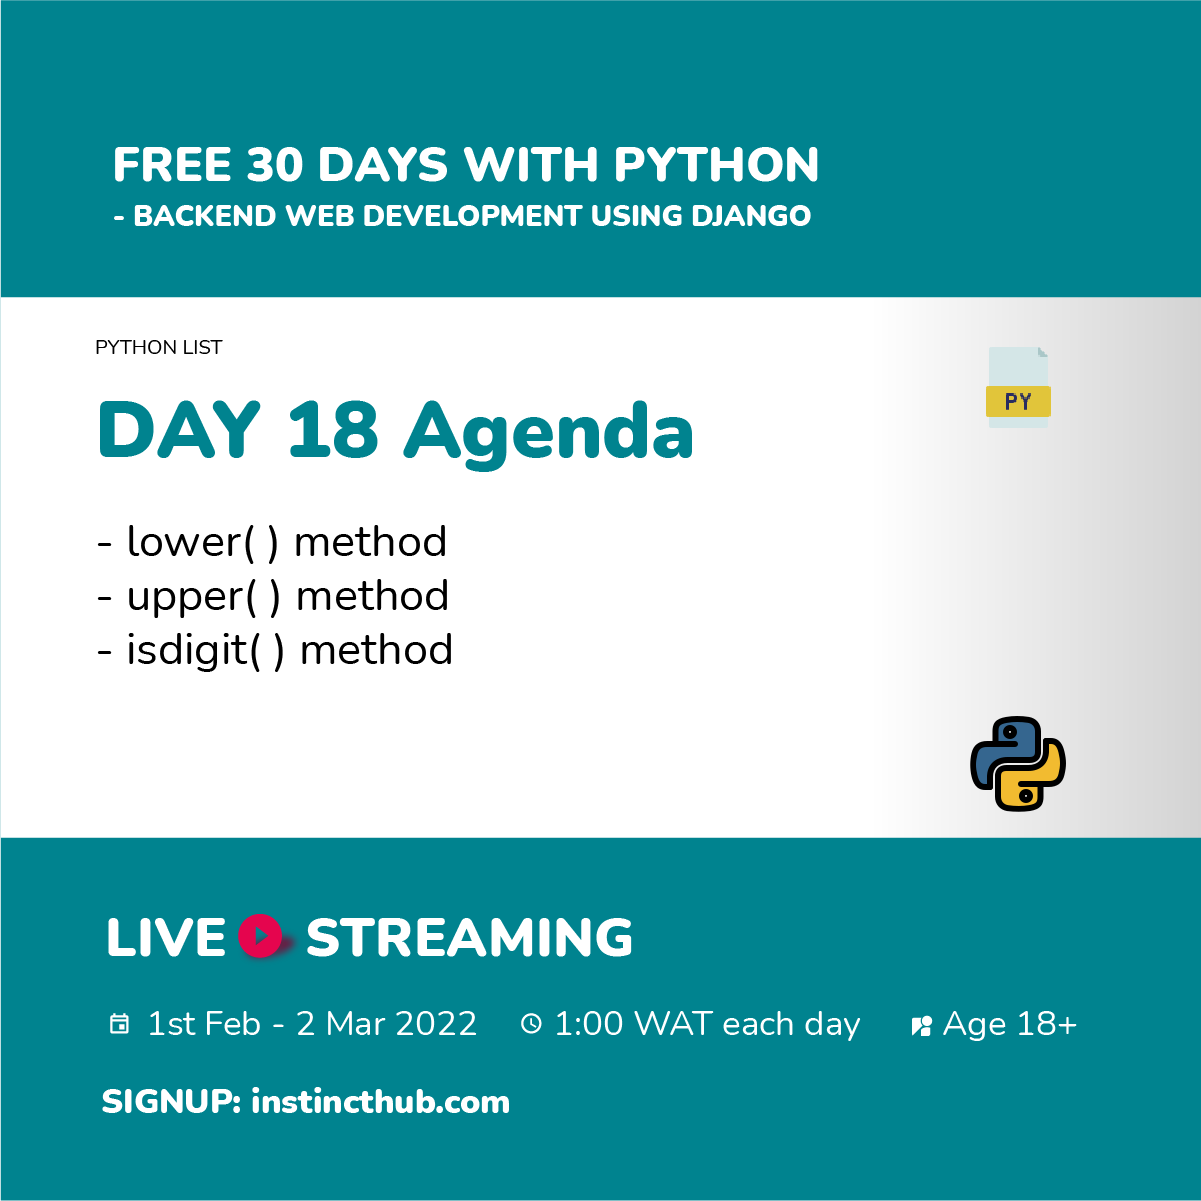 FREE 30 DAYS WITH PYTHON
- BACKEND WEB DEVELOPMENT USING DJANGO
PYTHON LIST
PY
DAY 18 Agenda
- lower( ) method
- upper( ) method
- isdigit( ) method
LIVE STREAMING
1st Feb - 2 Mar 2022 1:00 WAT each day Age 18+
SIGNUP: instincthub.com